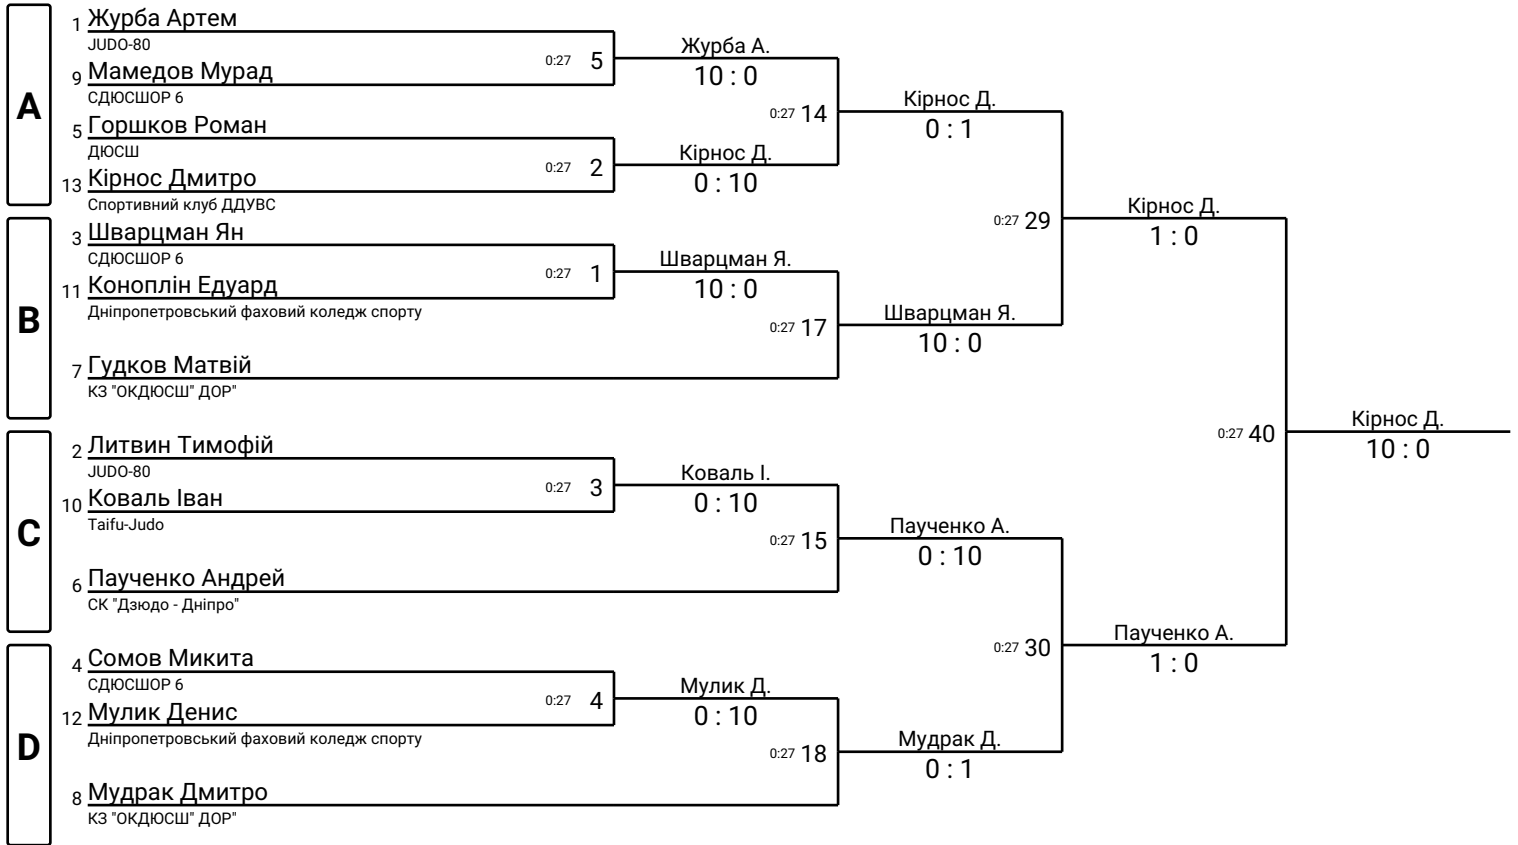 A
1 Журба Артем
JUDO-80
9 Мамедов Мурад
СДЮСШОР 6
0:27 5
5 Горшков Роман
ДЮСШ
13 Кірнос Дмитро
Спортивний клуб ДДУВС
0:27 2
B
3 Шварцман Ян
СДЮСШОР 6
11 Коноплін Едуард
Дніпропетровський фаховий коледж спорту
0:27 1
7 Гудков Матвій
КЗ "ОКДЮСШ" ДОР"
C
2 Литвин Тимофій
JUDO-80
10 Коваль Іван
Taifu-Judo
0:27 3
6 Паученко Андрей
СК "Дзюдо - Дніпро"
D
4 Сомов Микита
СДЮСШОР 6
12 Мулик Денис
Дніпропетровський фаховий коледж спорту
0:27 4
8 Мудрак Дмитро
КЗ "ОКДЮСШ" ДОР"
Журба А.
10 : 0
0:27 14
Кірнос Д.
0 : 10
Шварцман Я.
10 : 0
0:27 17
Коваль І.
0 : 10
0:27 15
Мулик Д.
0 : 10
0:27 18
Кірнос Д.
0 : 1
0:27 29
Шварцман Я.
10 : 0
Паученко А.
0 : 10
0:27 30
Мудрак Д.
0 : 1
Кірнос Д.
1 : 0
0:27 40
Паученко А.
1 : 0
Кірнос Д.
10 : 0